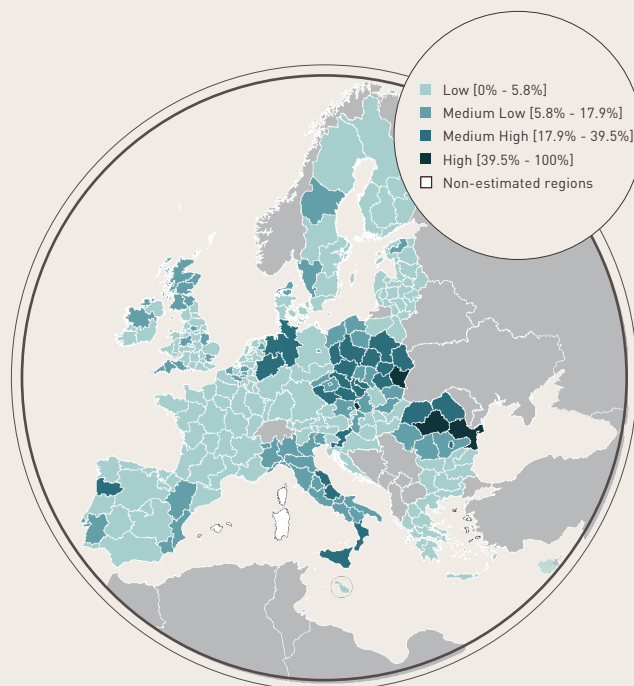 Low [0% - 5.8%]
Medium Low [5.8% - 17.9%]
Medium High [17.9% - 39.5%]
High [39.5% - 100%]
Non-estimated regions